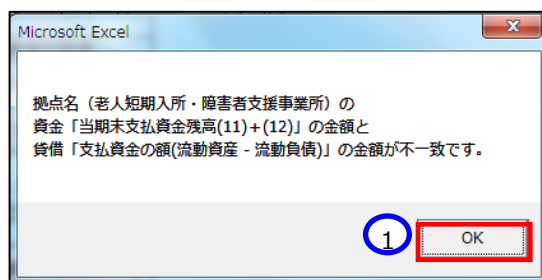 Microsoft Excel
拠点名（老人短期入所・障害者支援事業所）の
資金「当期末支払資金残高(11)+(12)」の金額と
貸借「支払資金の額(流動資産 - 流動負債)」の金額が不一致です。
1
OK